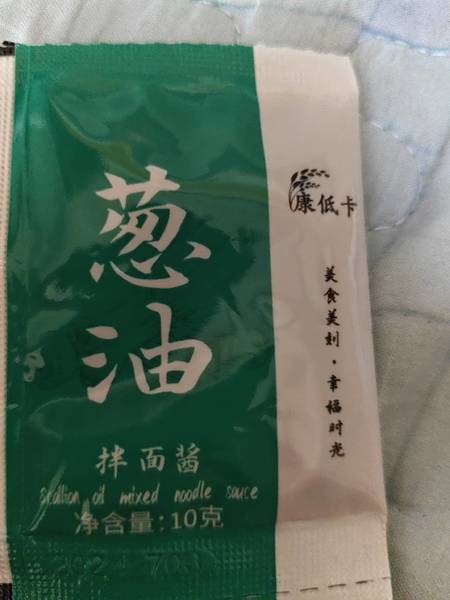 葱油
拌面酱
Scallion oil mixed noodle sauce
净含量:10克
康低卡
美食美刻·幸福时光